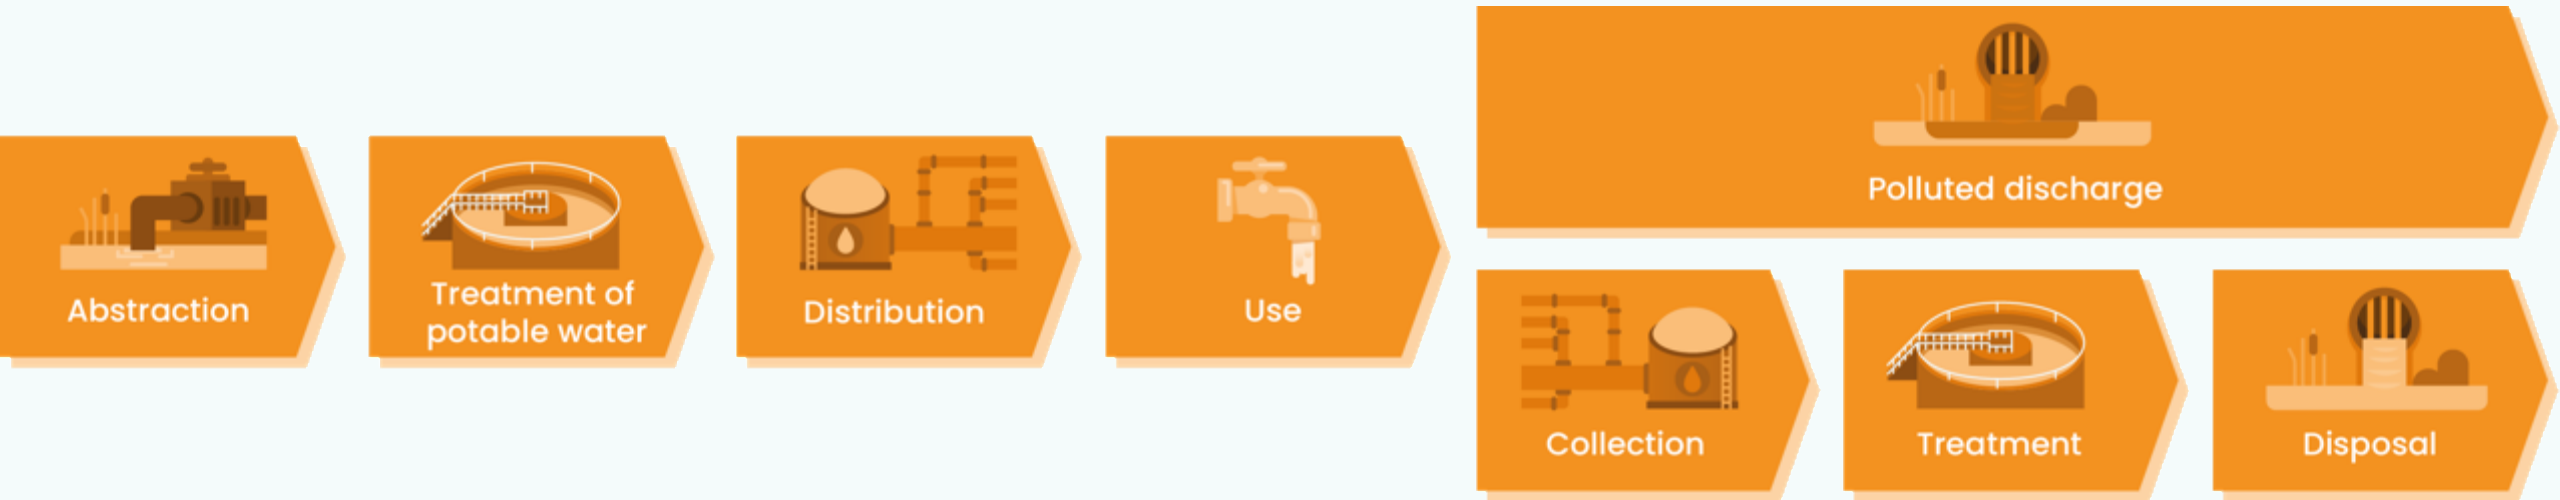 Abstraction
Treatment of
potable water
Distribution
Use
Polluted discharge
Collection
Treatment
Disposal